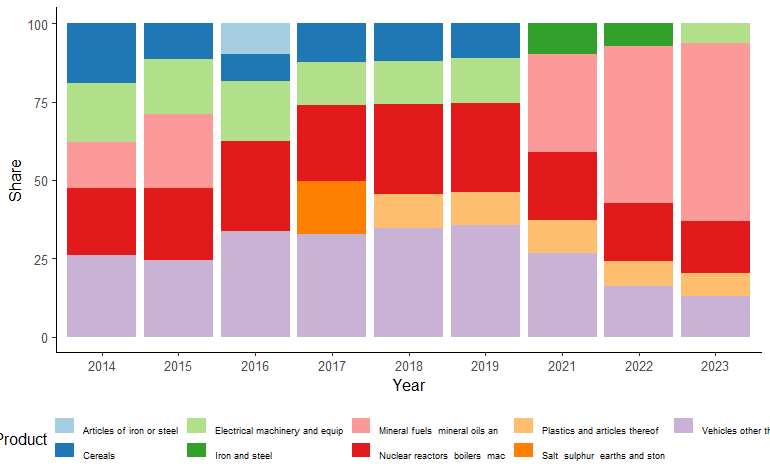 100
75
50
25
0
Share
2014 2015 2016 2017 2018 2019 2021 2022 2023
Year
Product
Articles of iron or steel Electrical machinery and equip Mineral fuels mineral oils an Plastics and articles thereof Vehicles other th
Cereals Iron and steel Nuclear reactors boilers mac Salt sulphur earths and ston